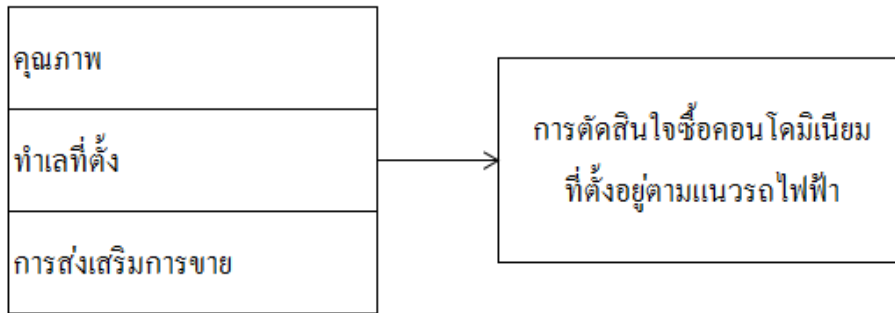 คุณภาพ
ทำเลที่ตั้ง
การส่งเสริมการขาย
การตัดสินใจซื้อคอนโดมิเนียม
ที่ตั้งอยู่ตามแนวรถไฟฟ้า